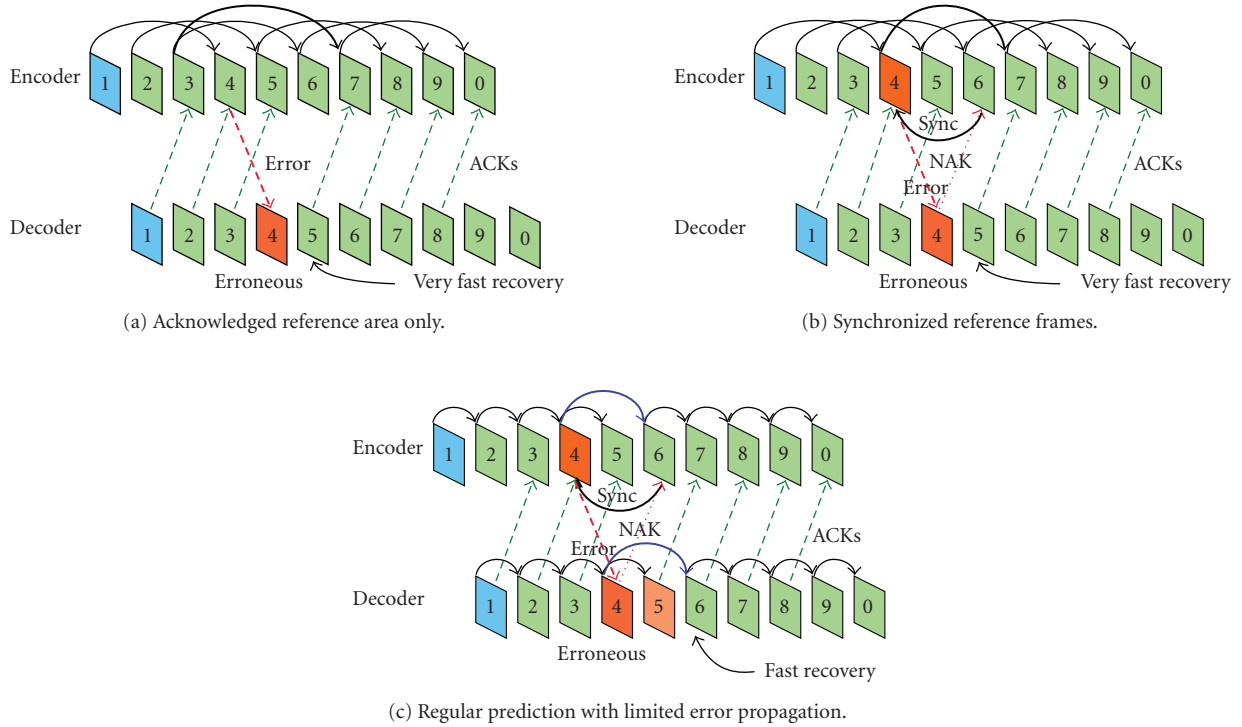 Encoder 1 2 3 4 5 6 7 8 9 0
Error ACKs
Decoder 1 2 3 4 5 6 7 8 9 0
Erroneous Very fast recovery
(a) Acknowledged reference area only.
Encoder 1 2 3 4 5 6 7 8 9 0
Sync
NAK ACKs
Error
Decoder 1 2 3 4 5 6 7 8 9 0
Erroneous Very fast recovery
(b) Synchronized reference frames.
Encoder 1 2 3 4 5 6 7 8 9 0
Sync
NAK ACKs
Error
Decoder 1 2 3 4 5 6 7 8 9 0
Erroneous
Fast recovery
(c) Regular prediction with limited error propagation.